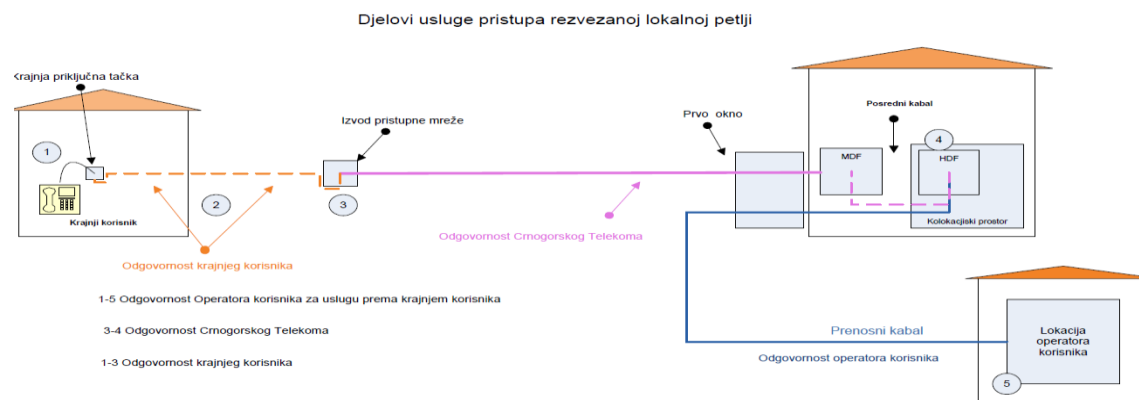 Djelovi usluge pristupa rezvezanoj lokalnoj petlji
Krajnja priključna tačka
Izvod pristupne mreže
Prvo okno
Posredni kabal
1
MDF
4
HDF
2
3
Krajnji korisnik
Kolokacjiski prostor
Odgovornost Crnogorskog Telekoma
Odgovornost krajnjeg korisnika
1-5 Odgovornost Operatora korisnika za uslugu prema krajnjem korisnika
3-4 Odgovornost Crnogorskog Telekoma
1-3 Odgovornost krajnjeg korisnika
Prenosni kabal
Odgovornost operatora korisnika
Lokacija
operatora
korisnika
5